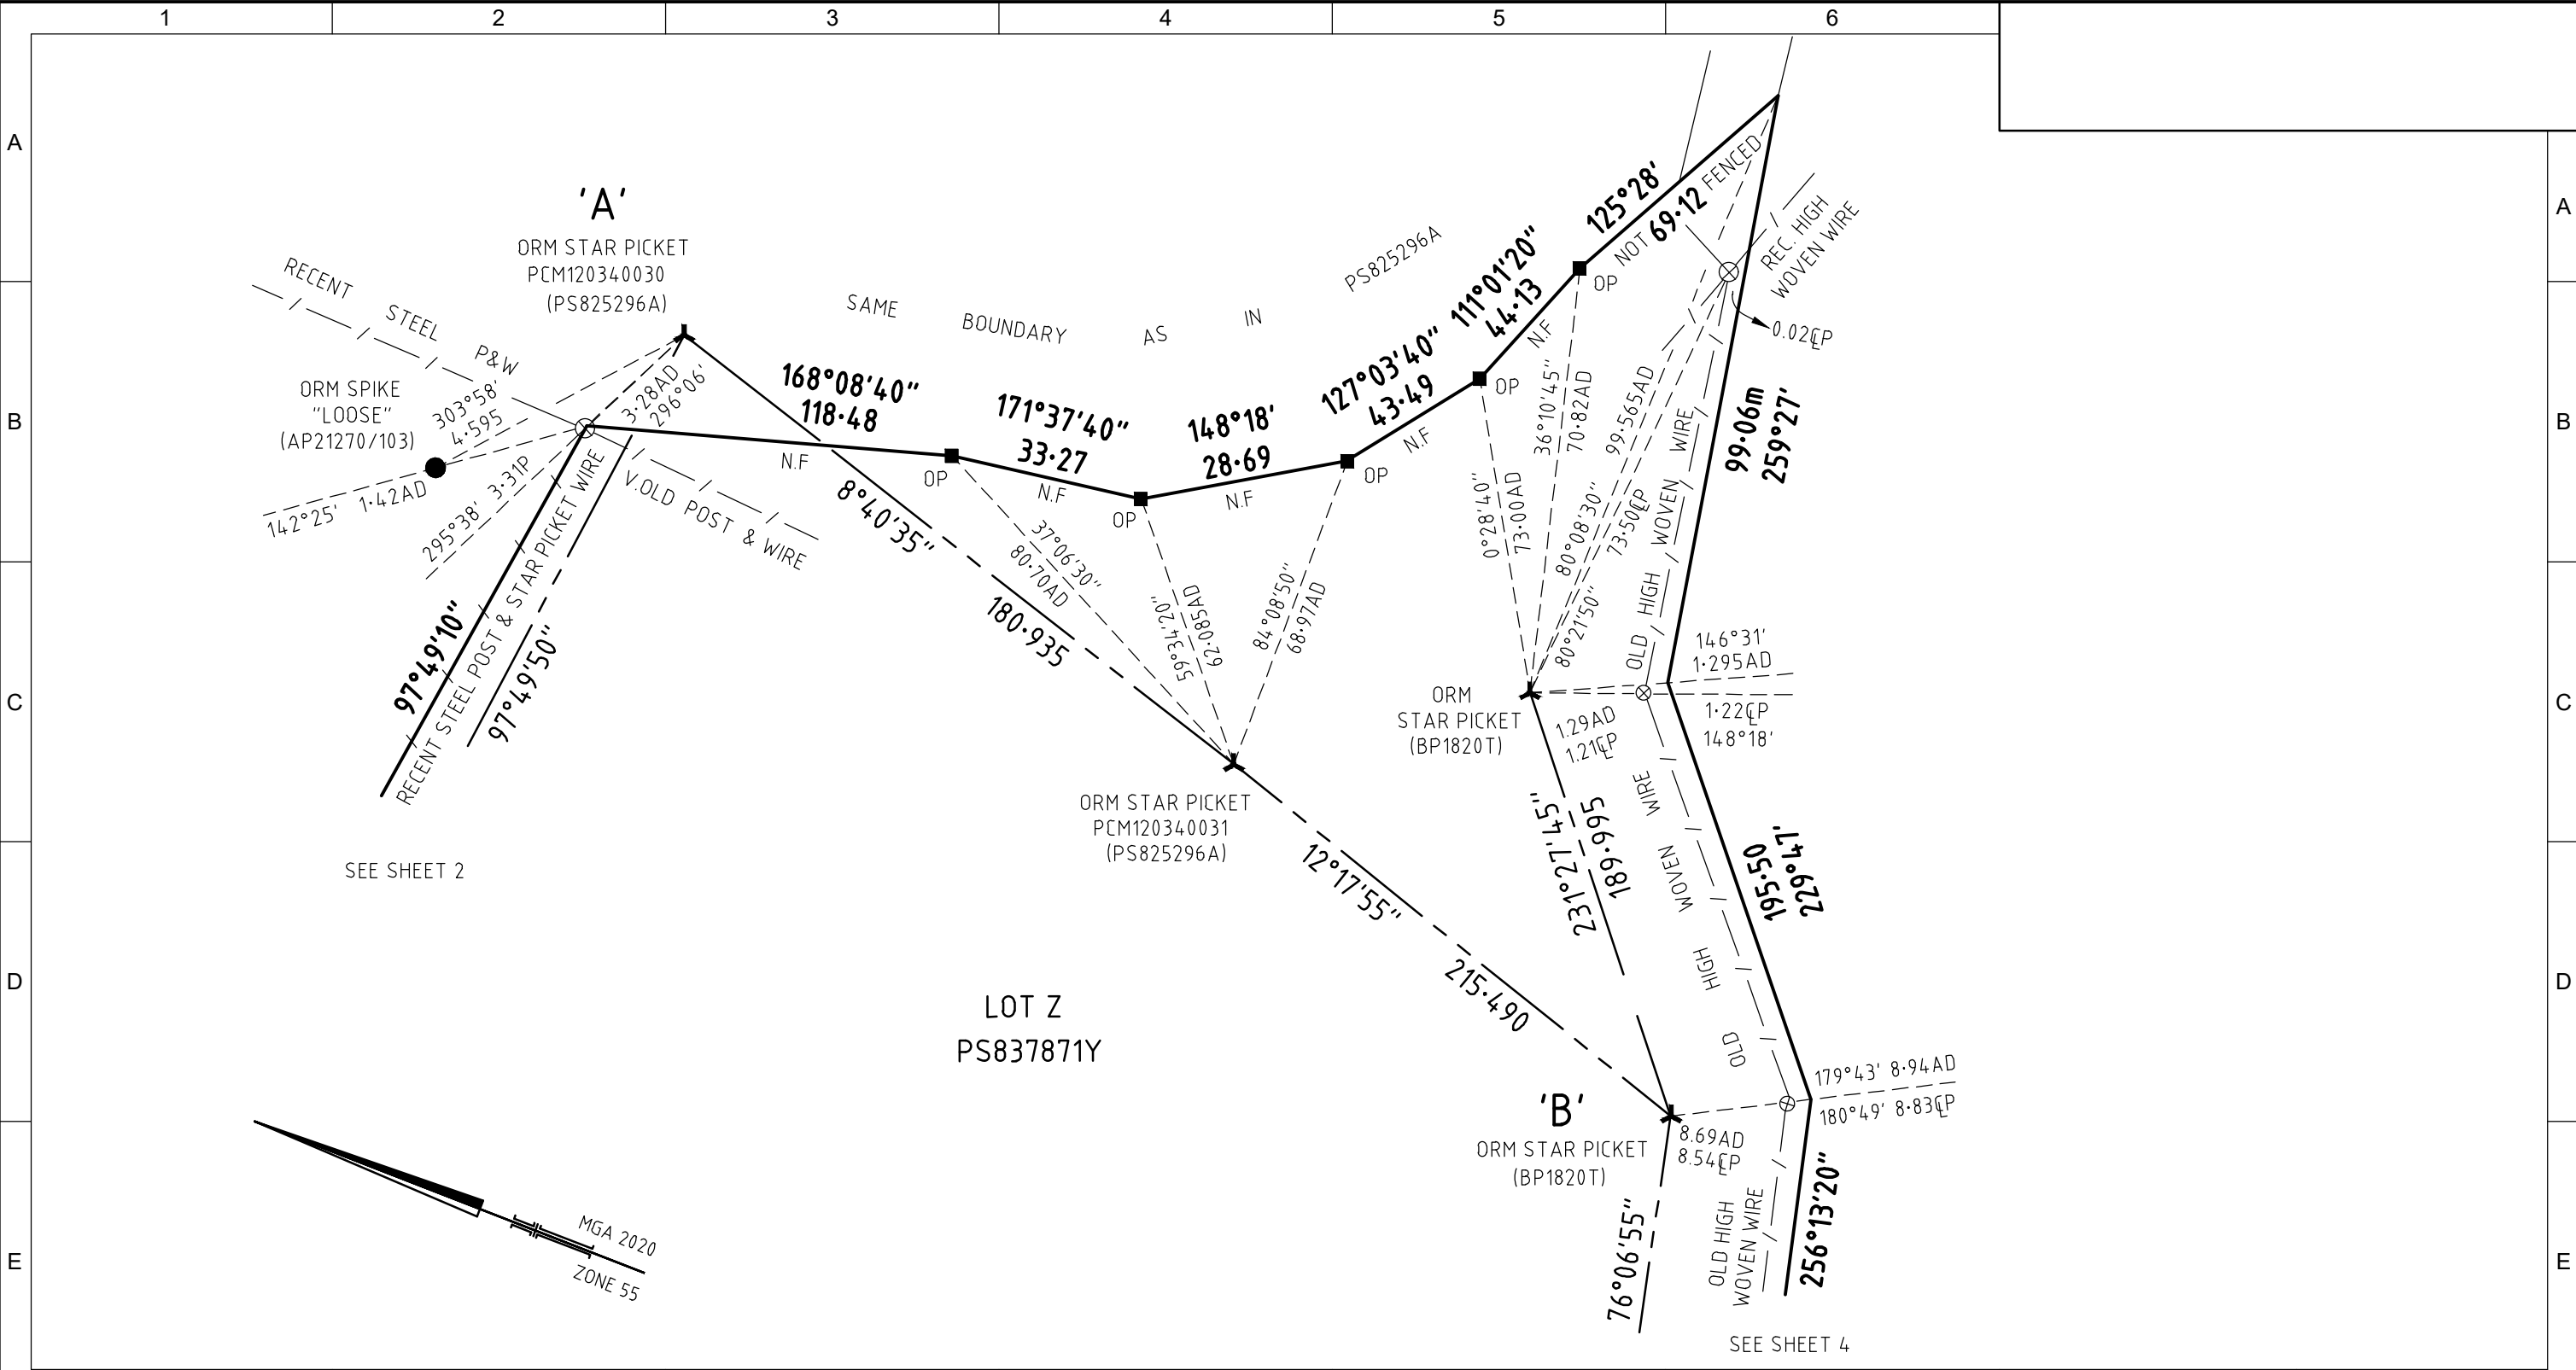 1 2 3 4 5 6
A
A
B
B
C
C
D
D
E
E
'A'
ORM STAR PICKET
PCM120340030
(PS825296A)
RECENT STEEL P&W
ORM SPIKE
"LOOSE"
(AP21270/103)
303°58'
4·595
142°25' 1·42AD
295°38' 3·31P
3·28AD
296°06'
V.OLD POST & WIRE
RECENT STEEL POST & STAR PICKET WIRE
97°49'10"
97°49'50"
SEE SHEET 2
SAME BOUNDARY AS IN PS825296A
168°08'40"
118·48
N.F
OP
171°37'40"
33·27
N.F
OP
148°18'
28·69
N.F
OP
127°03'40"
43·49
N.F
OP
111°01'20"
44·13
N.F
OP
125°28'
69·12
NOT FENCED
REC. HIGH
WOVEN WIRE
0.02℄P
8°40'35"
180·935
37°06'30"
80·70AD
59°34'20"
62·085AD
84°08'50"
68·97AD
0°28'40"
73·00AD
36°10'45"
70·82AD
99·565AD
80°08'30"
73·50℄P
80°21'50"
OLD HIGH WOVEN WIRE
99·06m
259°27'
ORM
STAR PICKET
(BP1820T)
146°31'
1·295AD
1·22℄P
148°18'
1.29AD
1.21℄P
ORM STAR PICKET
PCM120340031
(PS825296A)
12°17'55"
215·490
231°27'45"
189·995
OLD HIGH WOVEN WIRE
195·50
229°47'
LOT Z
PS837871Y
'B'
ORM STAR PICKET
(BP1820T)
179°43' 8·94AD
180°49' 8·83℄P
8.69AD
8.54℄P
76°06'55"
OLD HIGH
WOVEN WIRE
256°13'20"
MGA 2020
ZONE 55
SEE SHEET 4